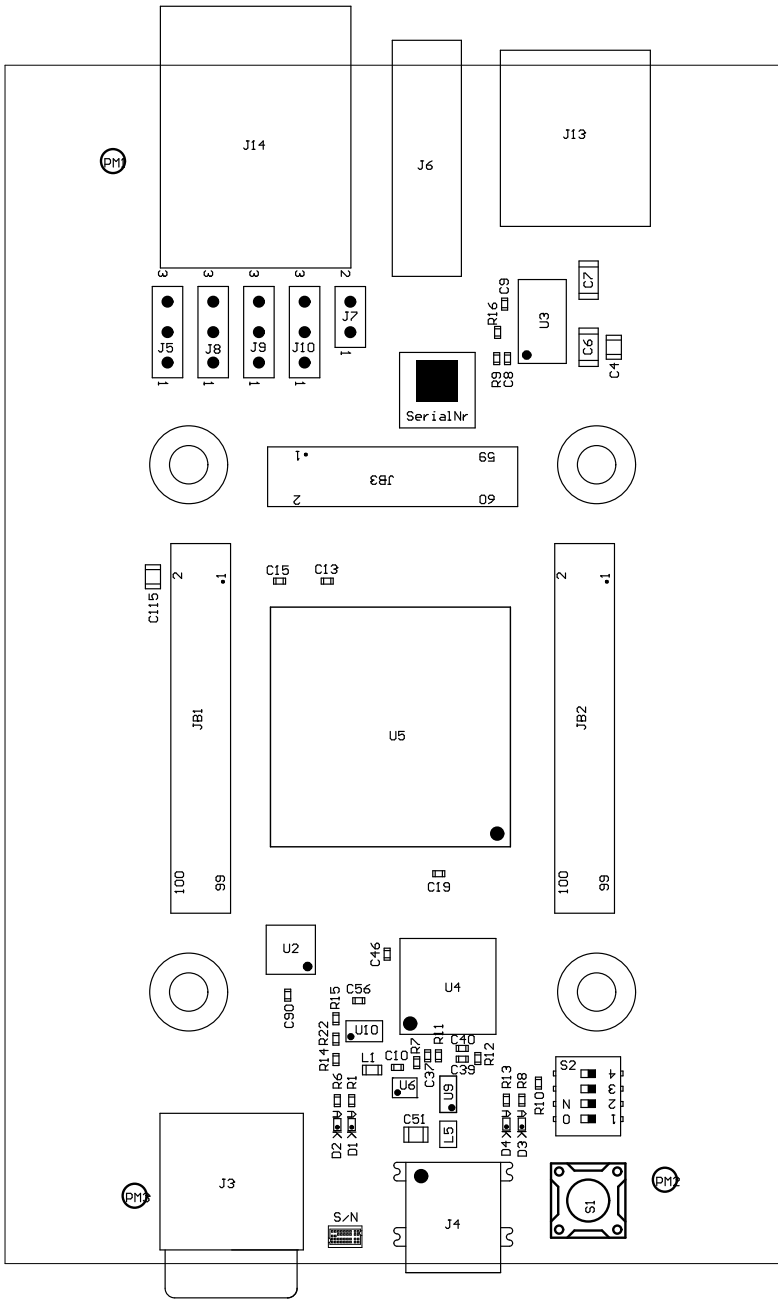 J14
J6
J13
PM1
3
3
3
3
2
J5
J8
J9
J10
J7
1
1
1
1
1
C9
R16
U3
C7
C6
C4
R9
C8
SerialNr
1
59
JB3
2
60
C15
C13
C115
2
1
2
1
JB1
U5
JB2
100
99
100
99
C19
U2
C46
U4
C90
C56
R15
R22
R14
U10
L1
C10
R7
C37
R11
C40
C39
R12
R6
R1
U6
U9
R13
R8
R10
S2
4
3
N
2
O
1
A
K
A
K
D2
D1
C51
L5
A
K
A
K
D4
D3
J3
PM3
S/N
J4
S1
PM2